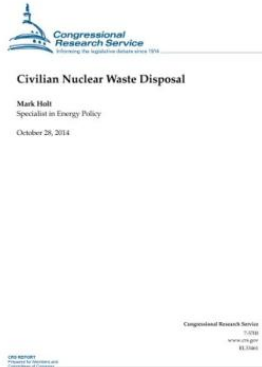 Congressional
Research Service
Informing the legislative debate since 1914
Civilian Nuclear Waste Disposal
Mark Holt
Specialist in Energy Policy
October 28, 2014
Congressional Research Service
7-5700
www.crs.gov
RL33461
CRS REPORT
Prepared for Members and
Committees of Congress